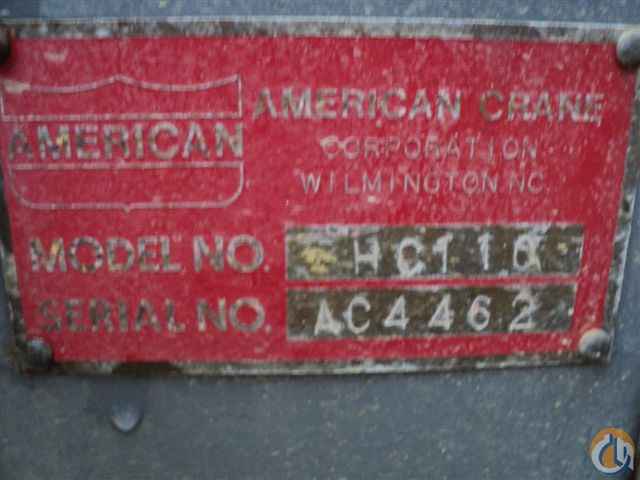 AMERICAN
AMERICAN CRANE
CORPORATION
WILMINGTON. NC.
MODEL NO. HC110
SERIAL NO. AC4462